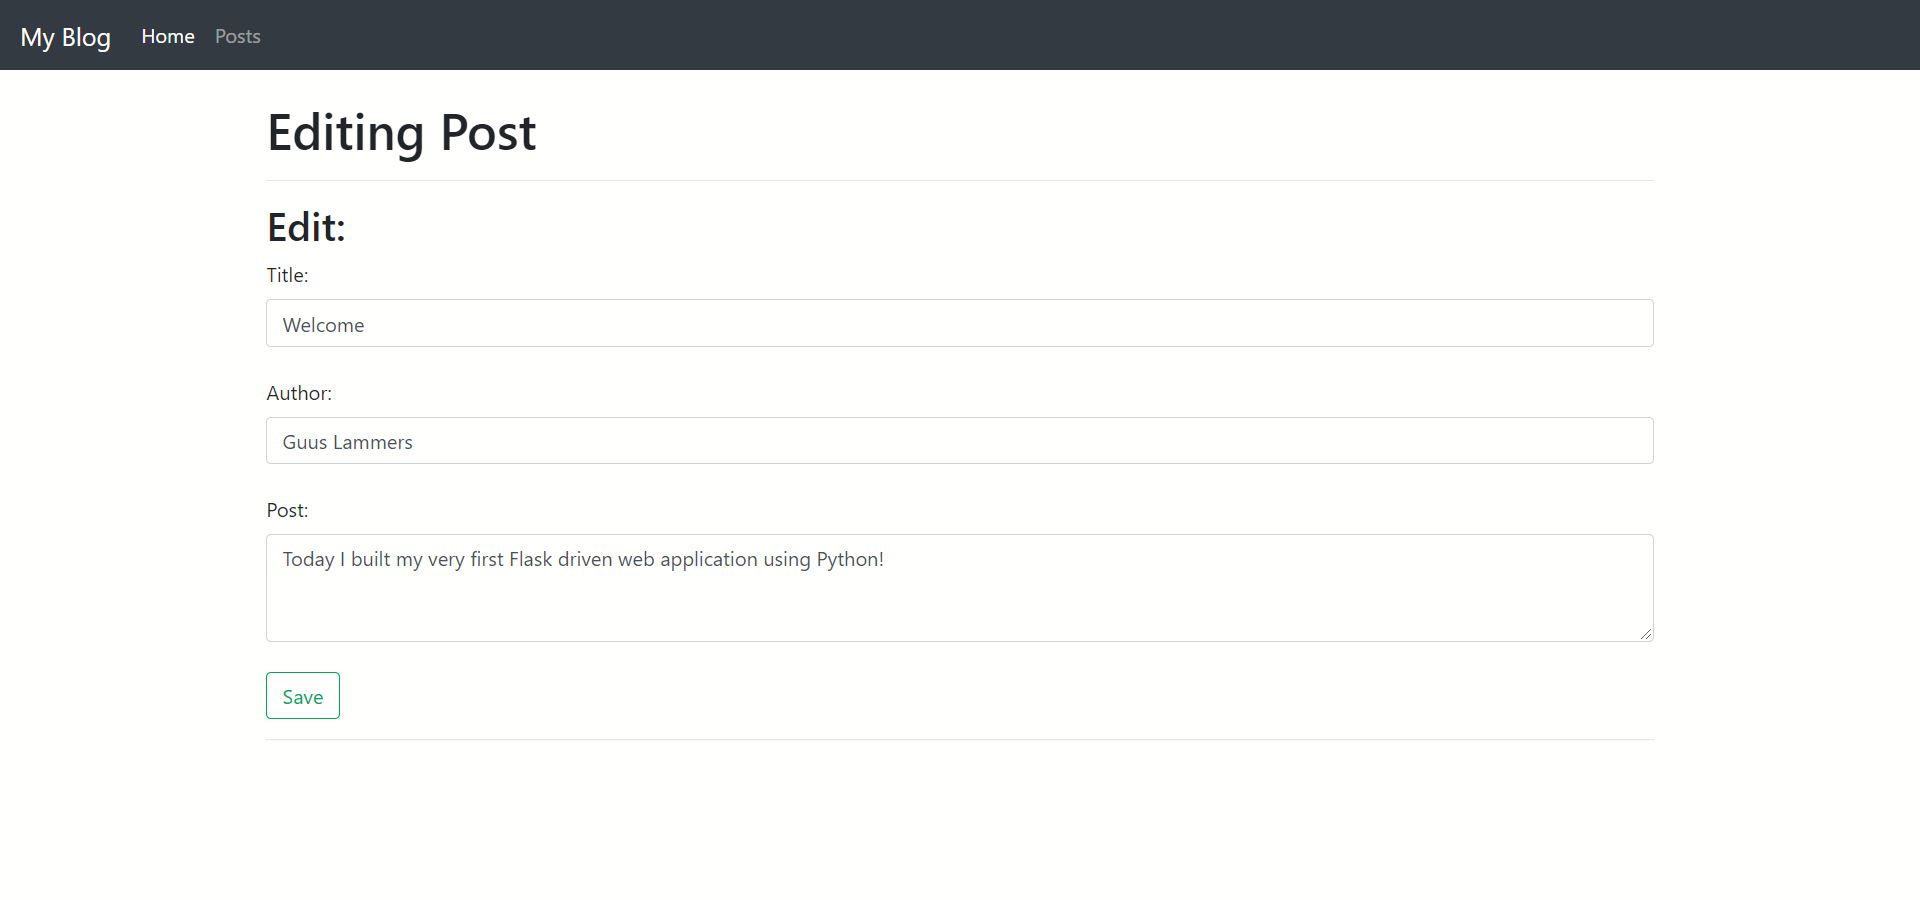 My Blog Home Posts
Editing Post
Edit:
Title:
Welcome
Author:
Guus Lammers
Post:
Today I built my very first Flask driven web application using Python!
Save